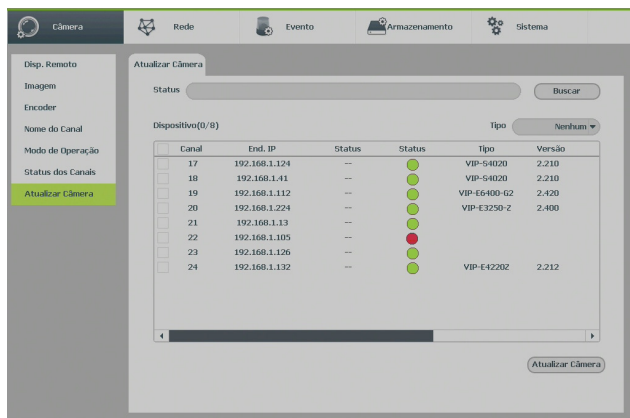 Câmera Rede Evento Armazenamento Sistema
Disp. Remoto
Imagem
Encoder
Nome do Canal
Modo de Operação
Status dos Canais
Atualizar Câmera
Atualizar Câmera
Status Buscar
Dispositivo(0/8) Tipo Nenhum
Canal End. IP Status Status Tipo Versão
17 192.168.1.124 -- VIP-S4020 2.210
18 192.168.1.41 -- VIP-S4020 2.210
19 192.168.1.112 -- VIP-E6400-G2 2.420
20 192.168.1.224 -- VIP-E3250-Z 2.400
21 192.168.1.13 --
22 192.168.1.105 --
23 192.168.1.126 --
24 192.168.1.132 -- VIP-E4220Z 2.212
Atualizar Câmera